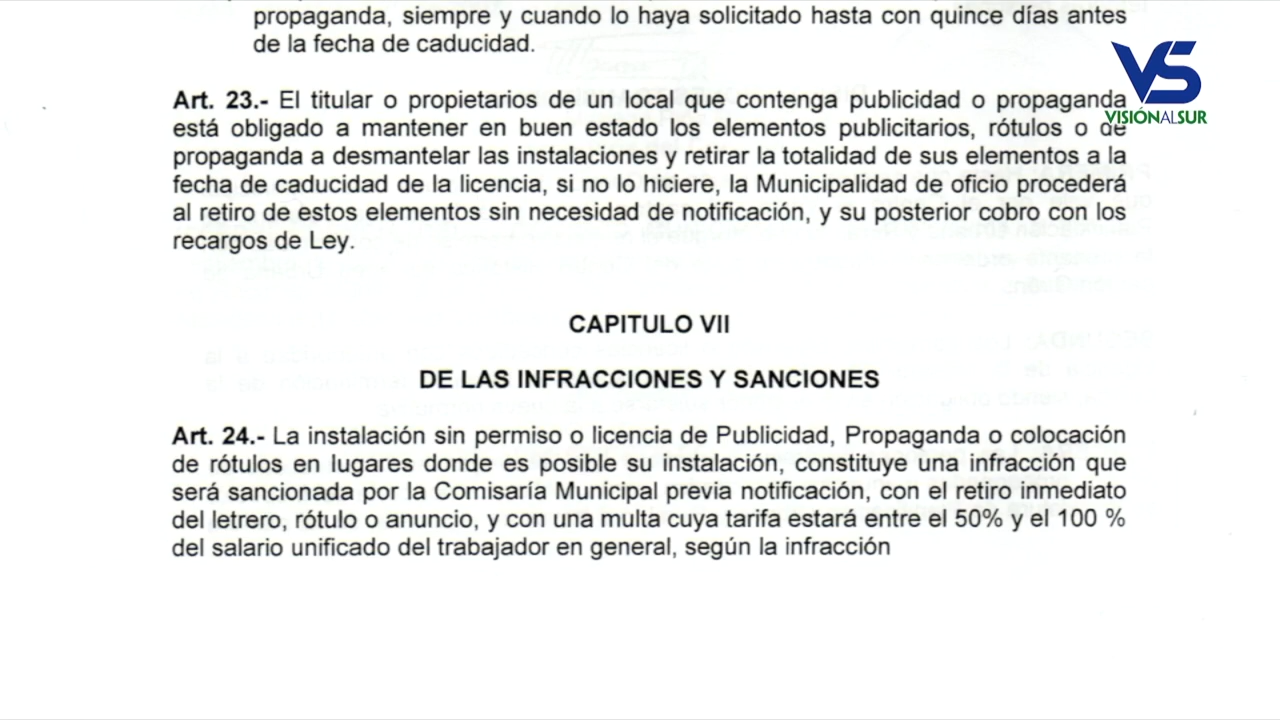 propaganda, siempre y cuando lo haya solicitado hasta con quince días antes
de la fecha de caducidad.
VS
VISIÓNALSUR
Art. 23.- El titular o propietarios de un local que contenga publicidad o propaganda
está obligado a mantener en buen estado los elementos publicitarios, rótulos o de
propaganda a desmantelar las instalaciones y retirar la totalidad de sus elementos a la
fecha de caducidad de la licencia, si no lo hiciere, la Municipalidad de oficio procederá
al retiro de estos elementos sin necesidad de notificación, y su posterior cobro con los
recargos de Ley.
CAPITULO VII
DE LAS INFRACCIONES Y SANCIONES
Art. 24.- La instalación sin permiso o licencia de Publicidad, Propaganda o colocación
de rótulos en lugares donde es posible su instalación, constituye una infracción que
será sancionada por la Comisaría Municipal previa notificación, con el retiro inmediato
del letrero, rótulo o anuncio, y con una multa cuya tarifa estará entre el 50% y el 100 %
del salario unificado del trabajador en general, según la infracción